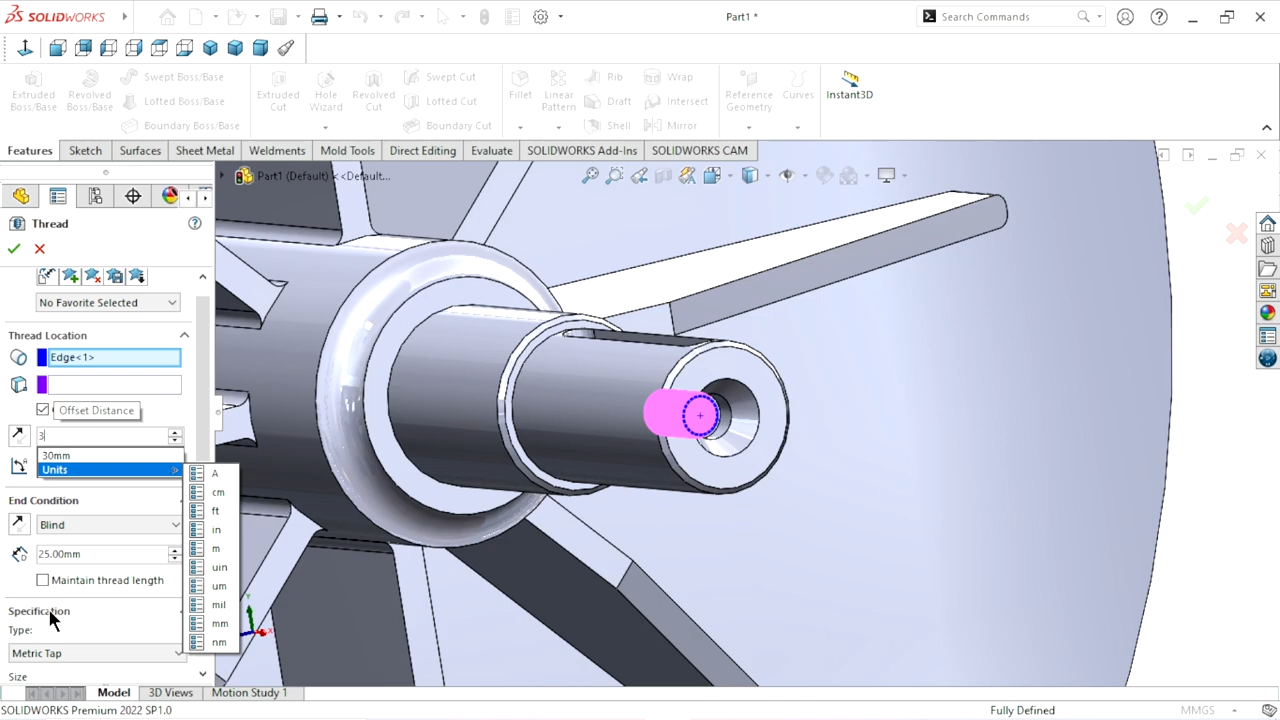 SOLIDWORKS
Part1 *
Search Commands
Extruded Boss/Base
Revolved Boss/Base
Swept Boss/Base
Lofted Boss/Base
Boundary Boss/Base
Extruded Cut
Hole Wizard
Revolved Cut
Swept Cut
Lofted Cut
Boundary Cut
Fillet
Linear Pattern
Rib
Draft
Shell
Wrap
Intersect
Mirror
Reference Geometry
Curves
Instant3D
Features
Sketch
Surfaces
Sheet Metal
Weldments
Mold Tools
Direct Editing
Evaluate
SOLIDWORKS Add-Ins
SOLIDWORKS CAM
Part1 (Default) <<Default...
Thread
No Favorite Selected
Thread Location
Edge<1>
Offset Distance
3
30mm
Units
A
cm
ft
in
m
uin
um
mil
mm
nm
End Condition
Blind
25.00mm
Maintain thread length
Specification
Type:
Metric Tap
Size
Y
X
Model
3D Views
Motion Study 1
SOLIDWORKS Premium 2022 SP1.0
Fully Defined
MMGS